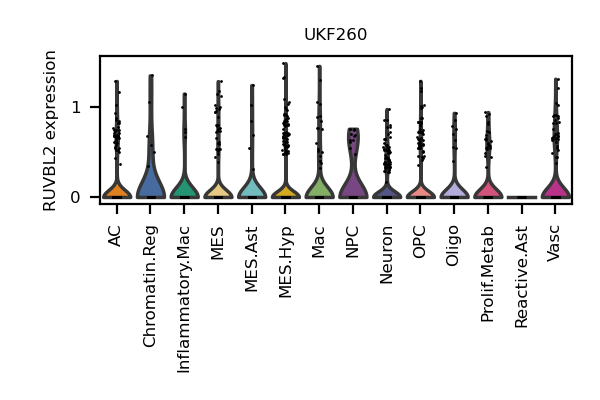 UKF260
RUVBL2 expression
1
0
AC
Chromatin.Reg
Inflammatory.Mac
MES
MES.Ast
MES.Hyp
Mac
NPC
Neuron
OPC
Oligo
Prolif.Metab
Reactive.Ast
Vasc